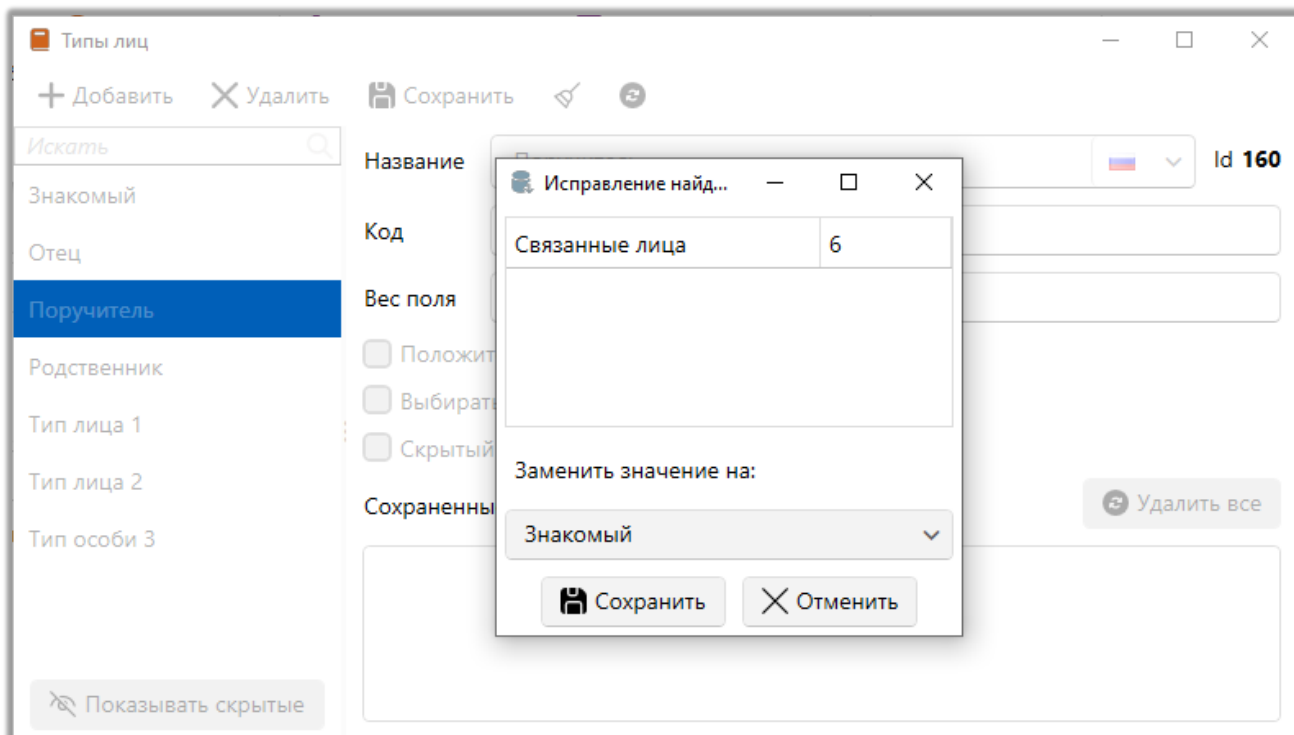 Типы лиц
Добавить Удалить Сохранить
Искать
Знакомый
Отец
Поручитель
Родственник
Тип лица 1
Тип лица 2
Тип особи 3
Показывать скрытые
Название Id 160
Код
Вес поля
Положит
Выбирать
Скрытый
Сохраненны Удалить все
Исправление найд...
Связанные лица 6
Заменить значение на:
Знакомый
Сохранить Отменить